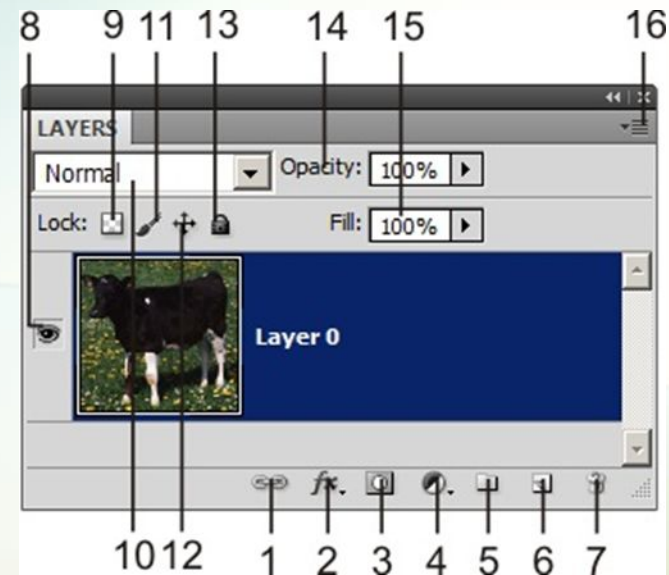 8 9 11 13 14 15 16
LAYERS
Normal Opacity: 100%
Lock: Fill: 100%
Layer 0
fx.
10 12 1 2 3 4 5 6 7